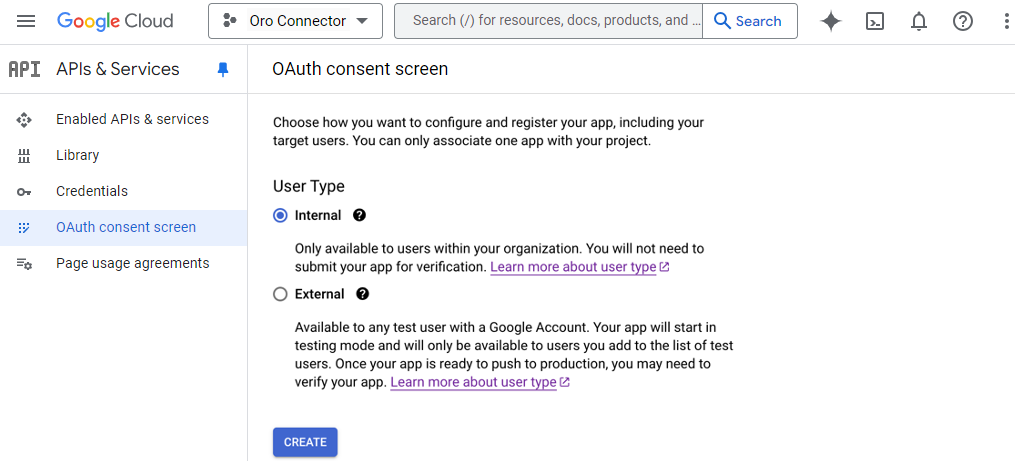 Google Cloud
Oro Connector
Search (/) for resources, docs, products, and ...
Search
API
APIs & Services
OAuth consent screen
Enabled APIs & services
Library
Credentials
OAuth consent screen
Page usage agreements
Choose how you want to configure and register your app, including your
target users. You can only associate one app with your project.
User Type
Internal
Only available to users within your organization. You will not need to
submit your app for verification. Learn more about user type
External
Available to any test user with a Google Account. Your app will start in
testing mode and will only be available to users you add to the list of test
users. Once your app is ready to push to production, you may need to
verify your app. Learn more about user type
CREATE